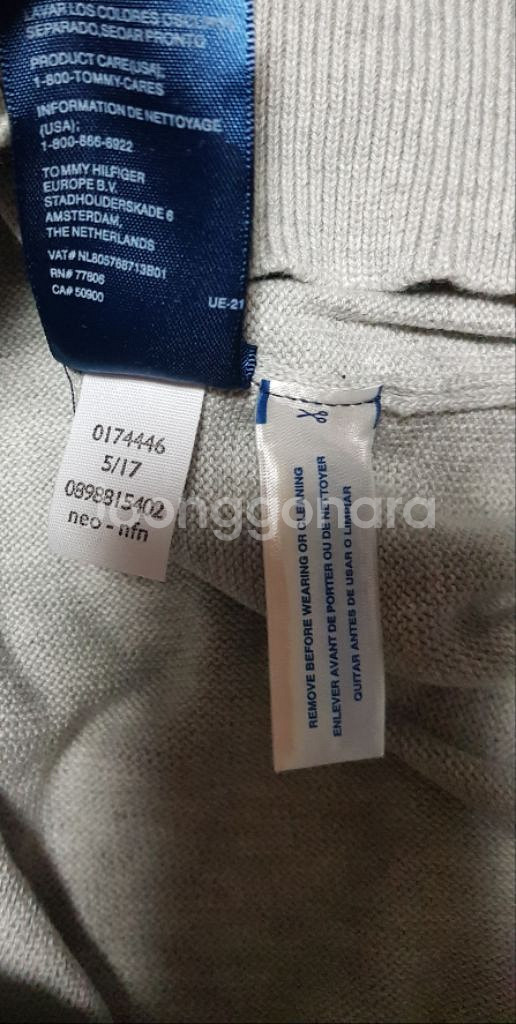 LAVAR LOS COLORES OSCUROS
SEPARADO, SEQAR PRONTO
PRODUCT CARE(USA);
1-800-TOMMY-CARES
INFORMATION DE NETTOYAGE
(USA);
1-800-866-6922
TOMMY HILFIGER
EUROPE B.V.
STADHOUDERSKADE 6
AMSTERDAM,
THE NETHERLANDS
VAT# NL805768713B01
RN# 77806
CA# 50900
UE-21
0174446
5/17
0898815402
neo-nfn
REMOVE BEFORE WEARING OR CLEANING
ENLEVER AVANT DE PORTER OU DE NETTOYER
QUITAR ANTES DE USAR O LIMPIAR
joonggonara